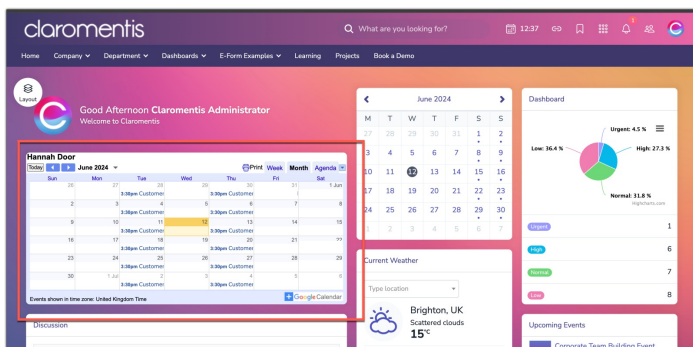 claromentis
What are you looking for?
12:37
1
Home Company Department Dashboards E-Form Examples Learning Projects Book a Demo
Layout
Good Afternoon Claromentis Administrator
Welcome to Claromentis
Hannah Door
Today June 2024 Print Week Month Agenda
Sun Mon Tue Wed Thu Fri Sat
26 27 28 29 30 31 1 Jun
3:30pm Customer 3:30pm Customer
2 3 4 5 6 7 8
3:30pm Customer 3:30pm Customer
9 10 11 12 13 14 15
3:30pm Customer 3:30pm Customer
16 17 18 19 20 21 22
3:30pm Customer 3:30pm Customer
23 24 25 26 27 28 29
3:30pm Customer 3:30pm Customer
30 1 Jul 2 3 4 5 6
3:30pm Customer 3:30pm Customer
Events shown in time zone: United Kingdom Time
Google Calendar
Discussion
June 2024
M T W T F S S
27 28 29 30 31 1 2
3 4 5 6 7 8 9
10 11 12 13 14 15 16
17 18 19 20 21 22 23
24 25 26 27 28 29 30
1 2 3 4 5 6 7
Current Weather
Type location
Brighton, UK
Scattered clouds
15°C
Dashboard
Urgent: 4.5 %
Low: 36.4 %
High: 27.3 %
Normal: 31.8 %
Highcharts.com
Urgent 1
High 6
Normal 7
Low 8
Upcoming Events
Corporate Team Building Event